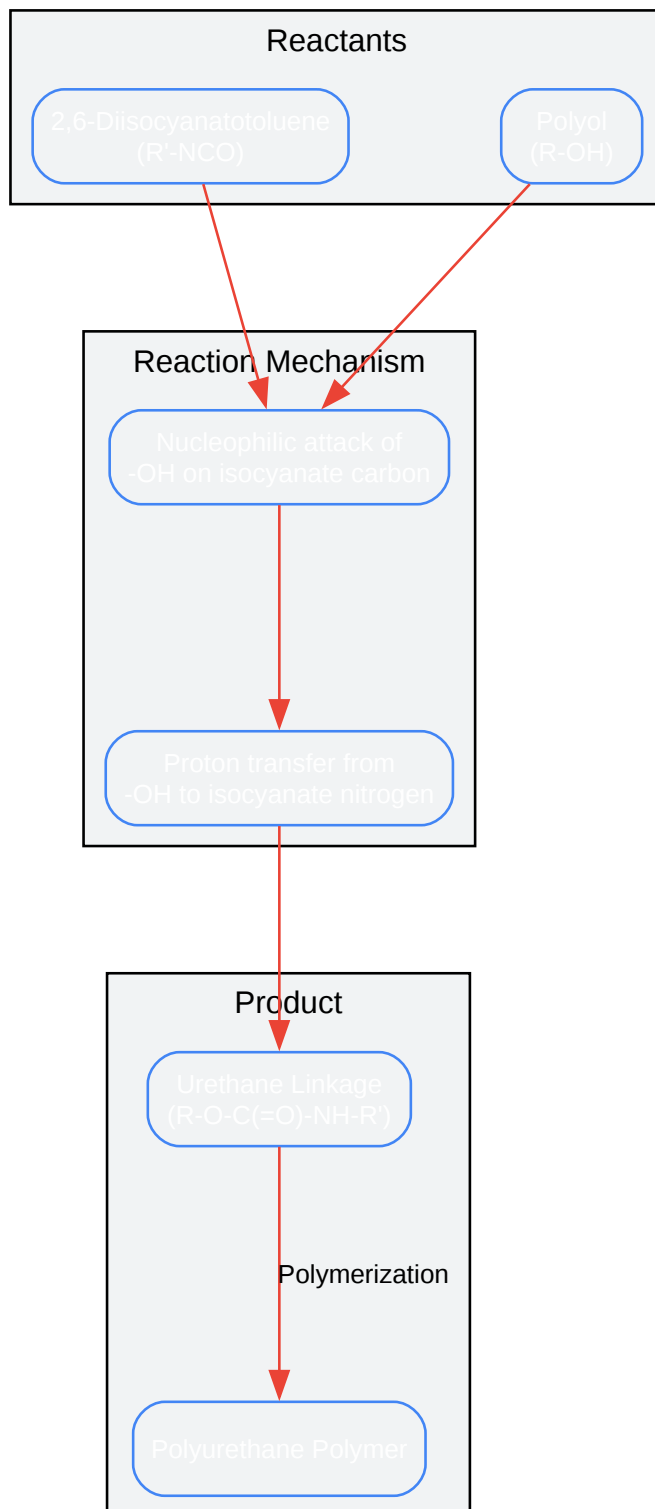 Reactants
2,6-Diisocyanatotoluene
(R'-NCO)
Polyol
(R-OH)
Reaction Mechanism
Nucleophilic attack of
-OH on isocyanate carbon
Proton transfer from
-OH to isocyanate nitrogen
Product
Urethane Linkage
(R-O-C(=O)-NH-R')
Polymerization
Polyurethane Polymer